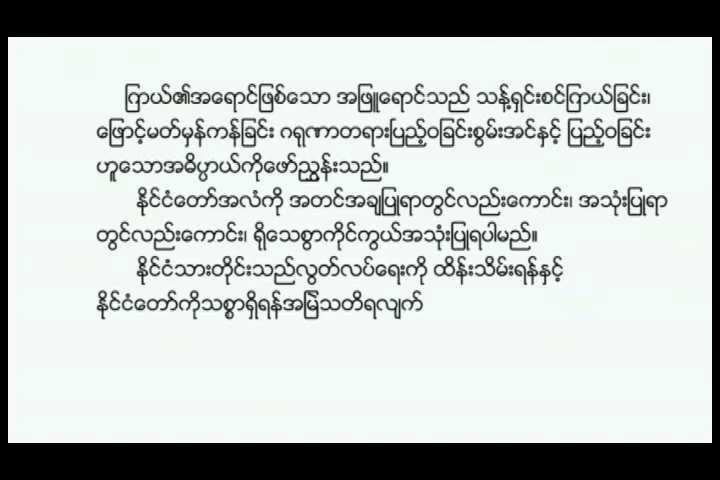 ကြယ်၏အရောင်ဖြစ်သော အဖြူရောင်သည် သန့်ရှင်းစင်ကြယ်ခြင်း၊
ဖြောင့်မတ်မှန်ကန်ခြင်း ဂရုဏာတရားပြည့်ဝခြင်းစွမ်းအင်နှင့် ပြည့်ဝခြင်း
ဟူသောအဓိပ္ပာယ်ကိုဖော်ညွှန်းသည်။
နိုင်ငံတော်အလံကို အတင်အချပြုရာတွင်လည်းကောင်း၊ အသုံးပြုရာ
တွင်လည်းကောင်း၊ ရိုသေစွာကိုင်ကွယ်အသုံးပြုရပါမည်။
နိုင်ငံသားတိုင်းသည်လွတ်လပ်ရေးကို ထိန်းသိမ်းရန်နှင့်
နိုင်ငံတော်ကိုသစ္စာရှိရန်အမြဲသတိရလျက်